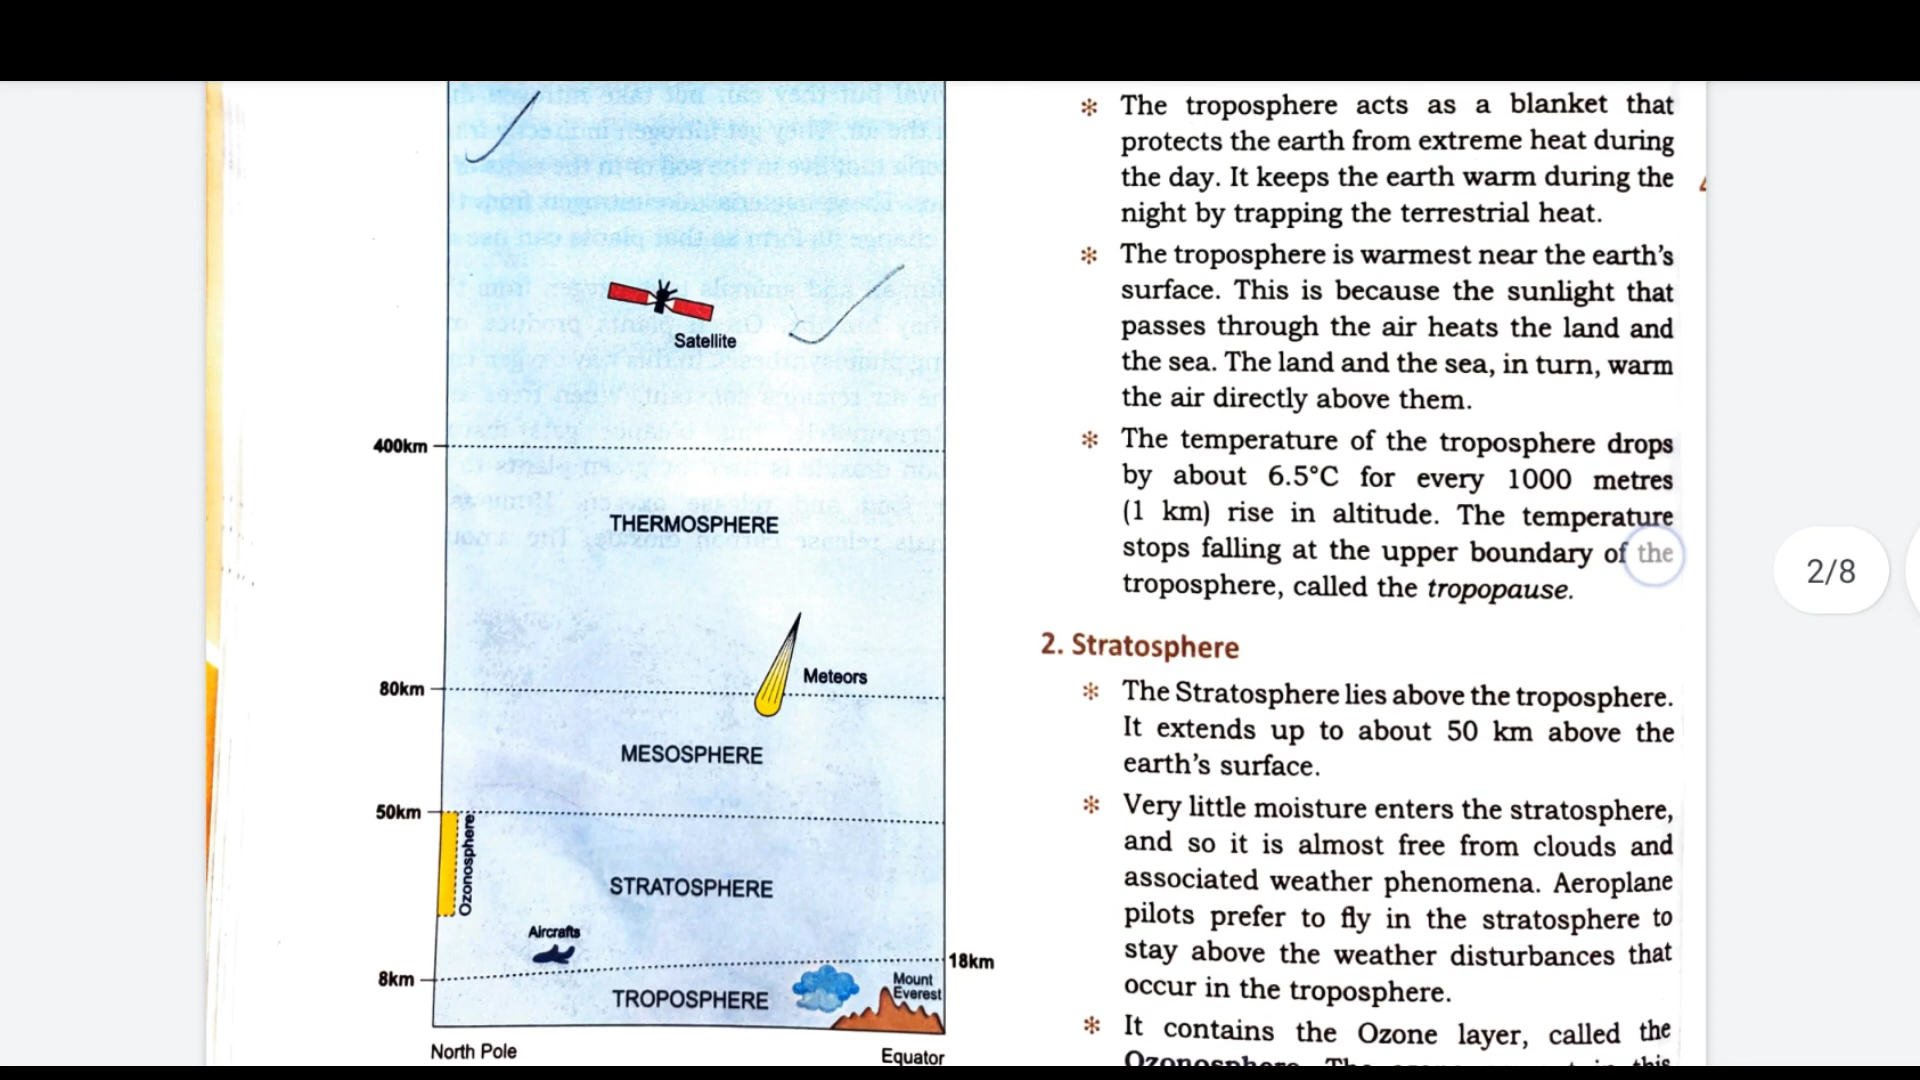 Satellite
400km
THERMOSPHERE
Meteors
80km
MESOSPHERE
50km
Ozonosphere
STRATOSPHERE
Aircrafts
18km
8km
Mount
Everest
TROPOSPHERE
North Pole
Equator
* The troposphere acts as a blanket that
protects the earth from extreme heat during
the day. It keeps the earth warm during the
night by trapping the terrestrial heat.
* The troposphere is warmest near the earth's
surface. This is because the sunlight that
passes through the air heats the land and
the sea. The land and the sea, in turn, warm
the air directly above them.
* The temperature of the troposphere drops
by about 6.5°C for every 1000 metres
(1 km) rise in altitude. The temperature
stops falling at the upper boundary of the
troposphere, called the tropopause.
2. Stratosphere
* The Stratosphere lies above the troposphere.
It extends up to about 50 km above the
earth's surface.
* Very little moisture enters the stratosphere,
and so it is almost free from clouds and
associated weather phenomena. Aeroplane
pilots prefer to fly in the stratosphere to
stay above the weather disturbances that
occur in the troposphere.
* It contains the Ozone layer, called the
Ozonosphere. The ozone
this
2/8